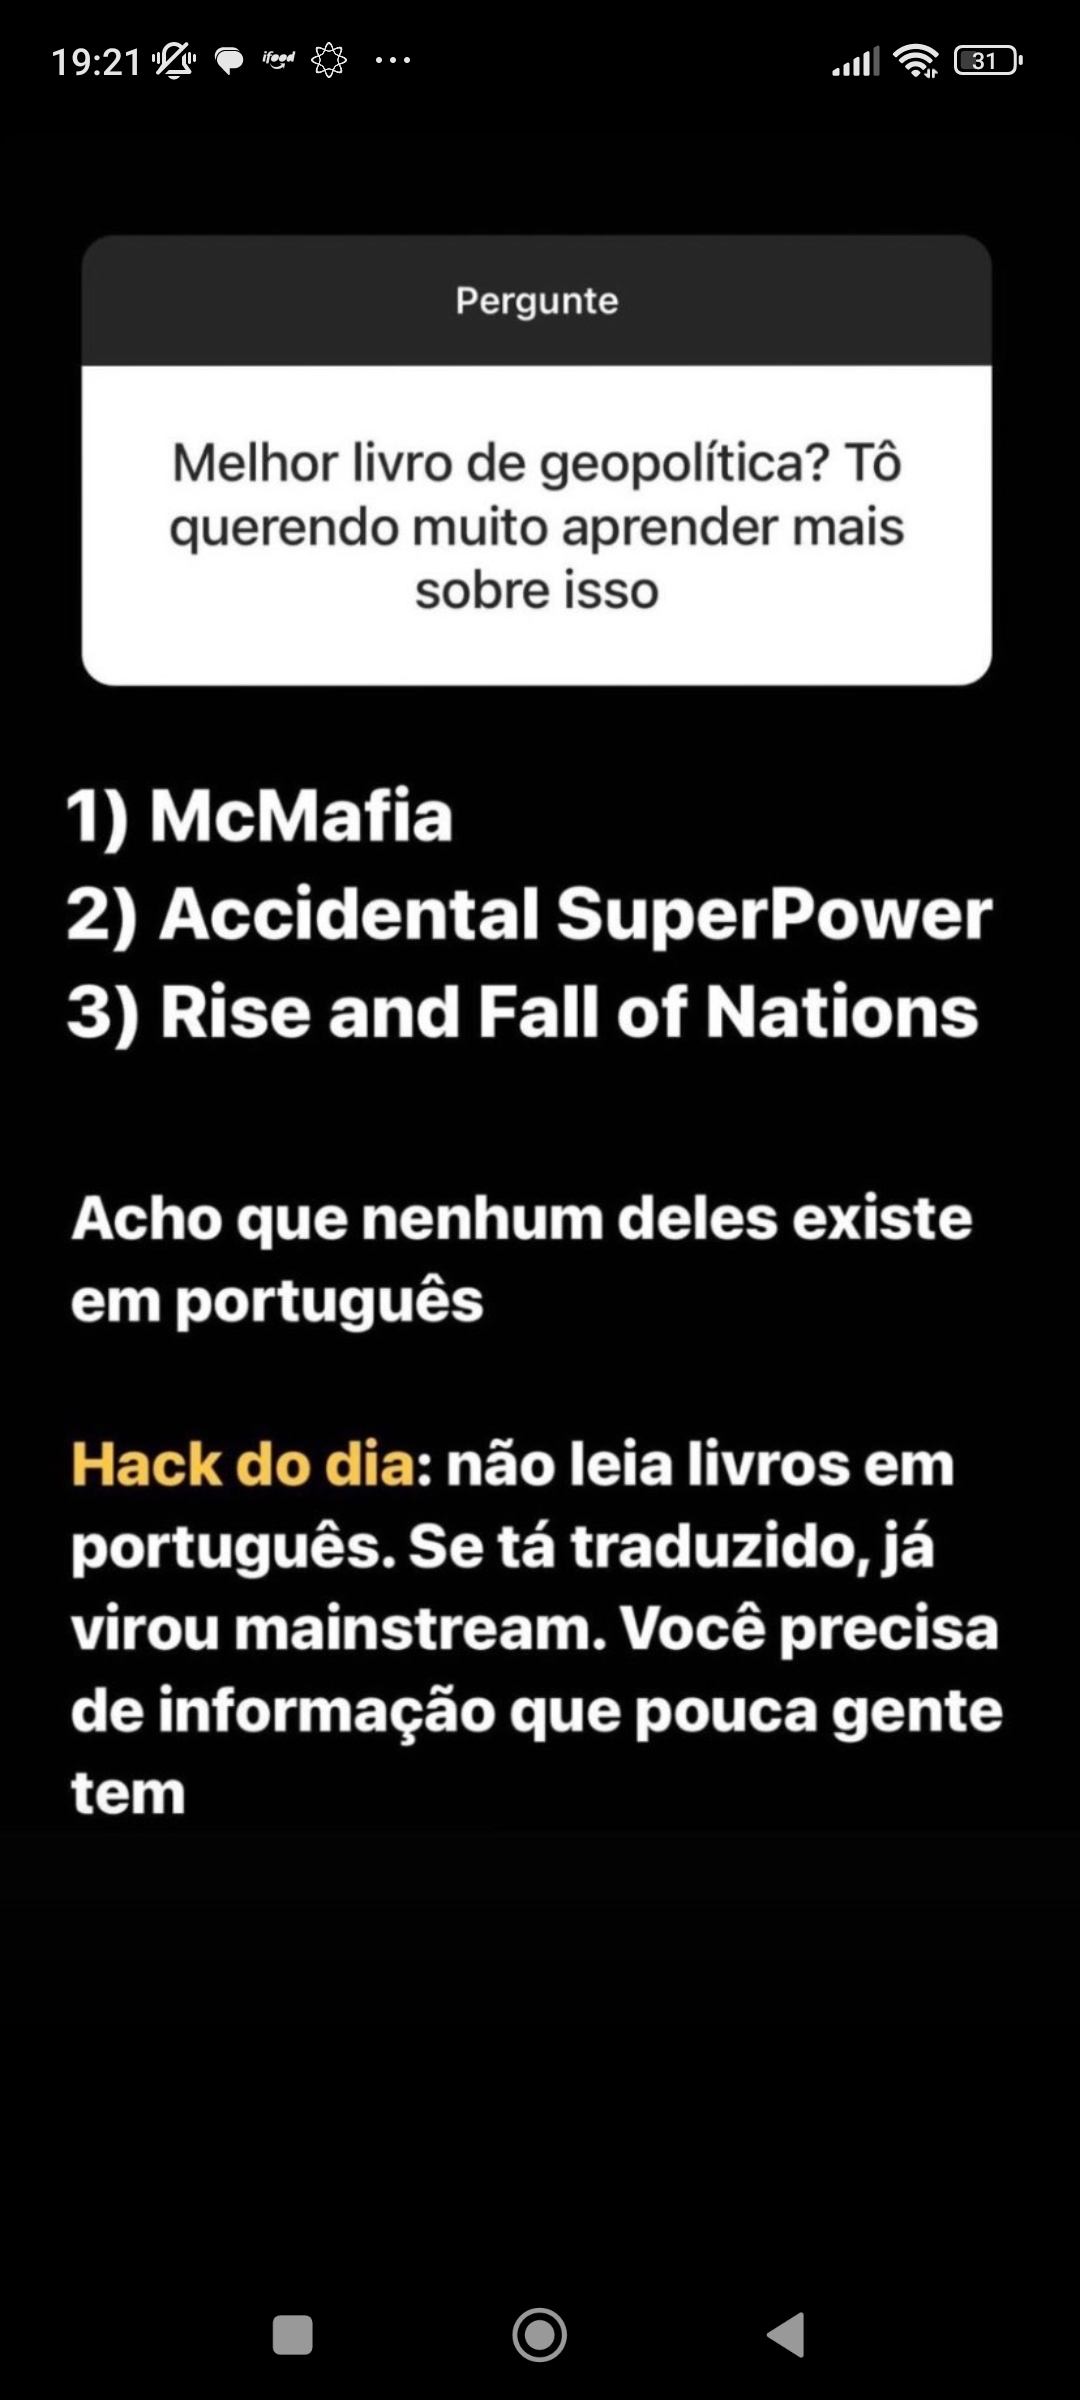 19:21 ifood ... 31
Pergunte
Melhor livro de geopolítica? Tô
querendo muito aprender mais
sobre isso
1) McMafia
2) Accidental SuperPower
3) Rise and Fall of Nations
Acho que nenhum deles existe
em português
Hack do dia: não leia livros em
português. Se tá traduzido, já
virou mainstream. Você precisa
de informação que pouca gente
tem